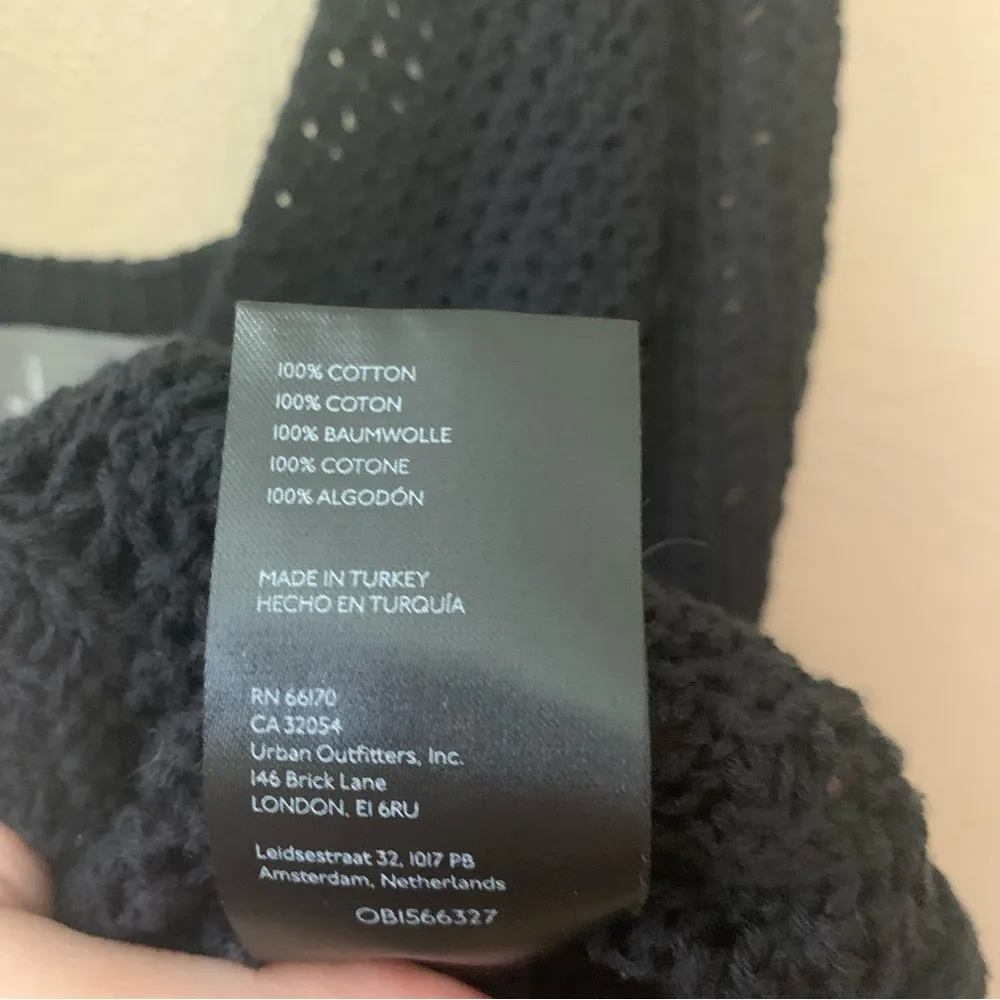 100% COTTON
100% COTON
100% BAUMWOLLE
100% COTONE
100% ALGODÓN
MADE IN TURKEY
HECHO EN TURQUÍA
RN 66170
CA 32054
Urban Outfitters, Inc.
146 Brick Lane
LONDON, E1 6RU
Leidsestraat 32, 1017 PB
Amsterdam, Netherlands
OB1566327